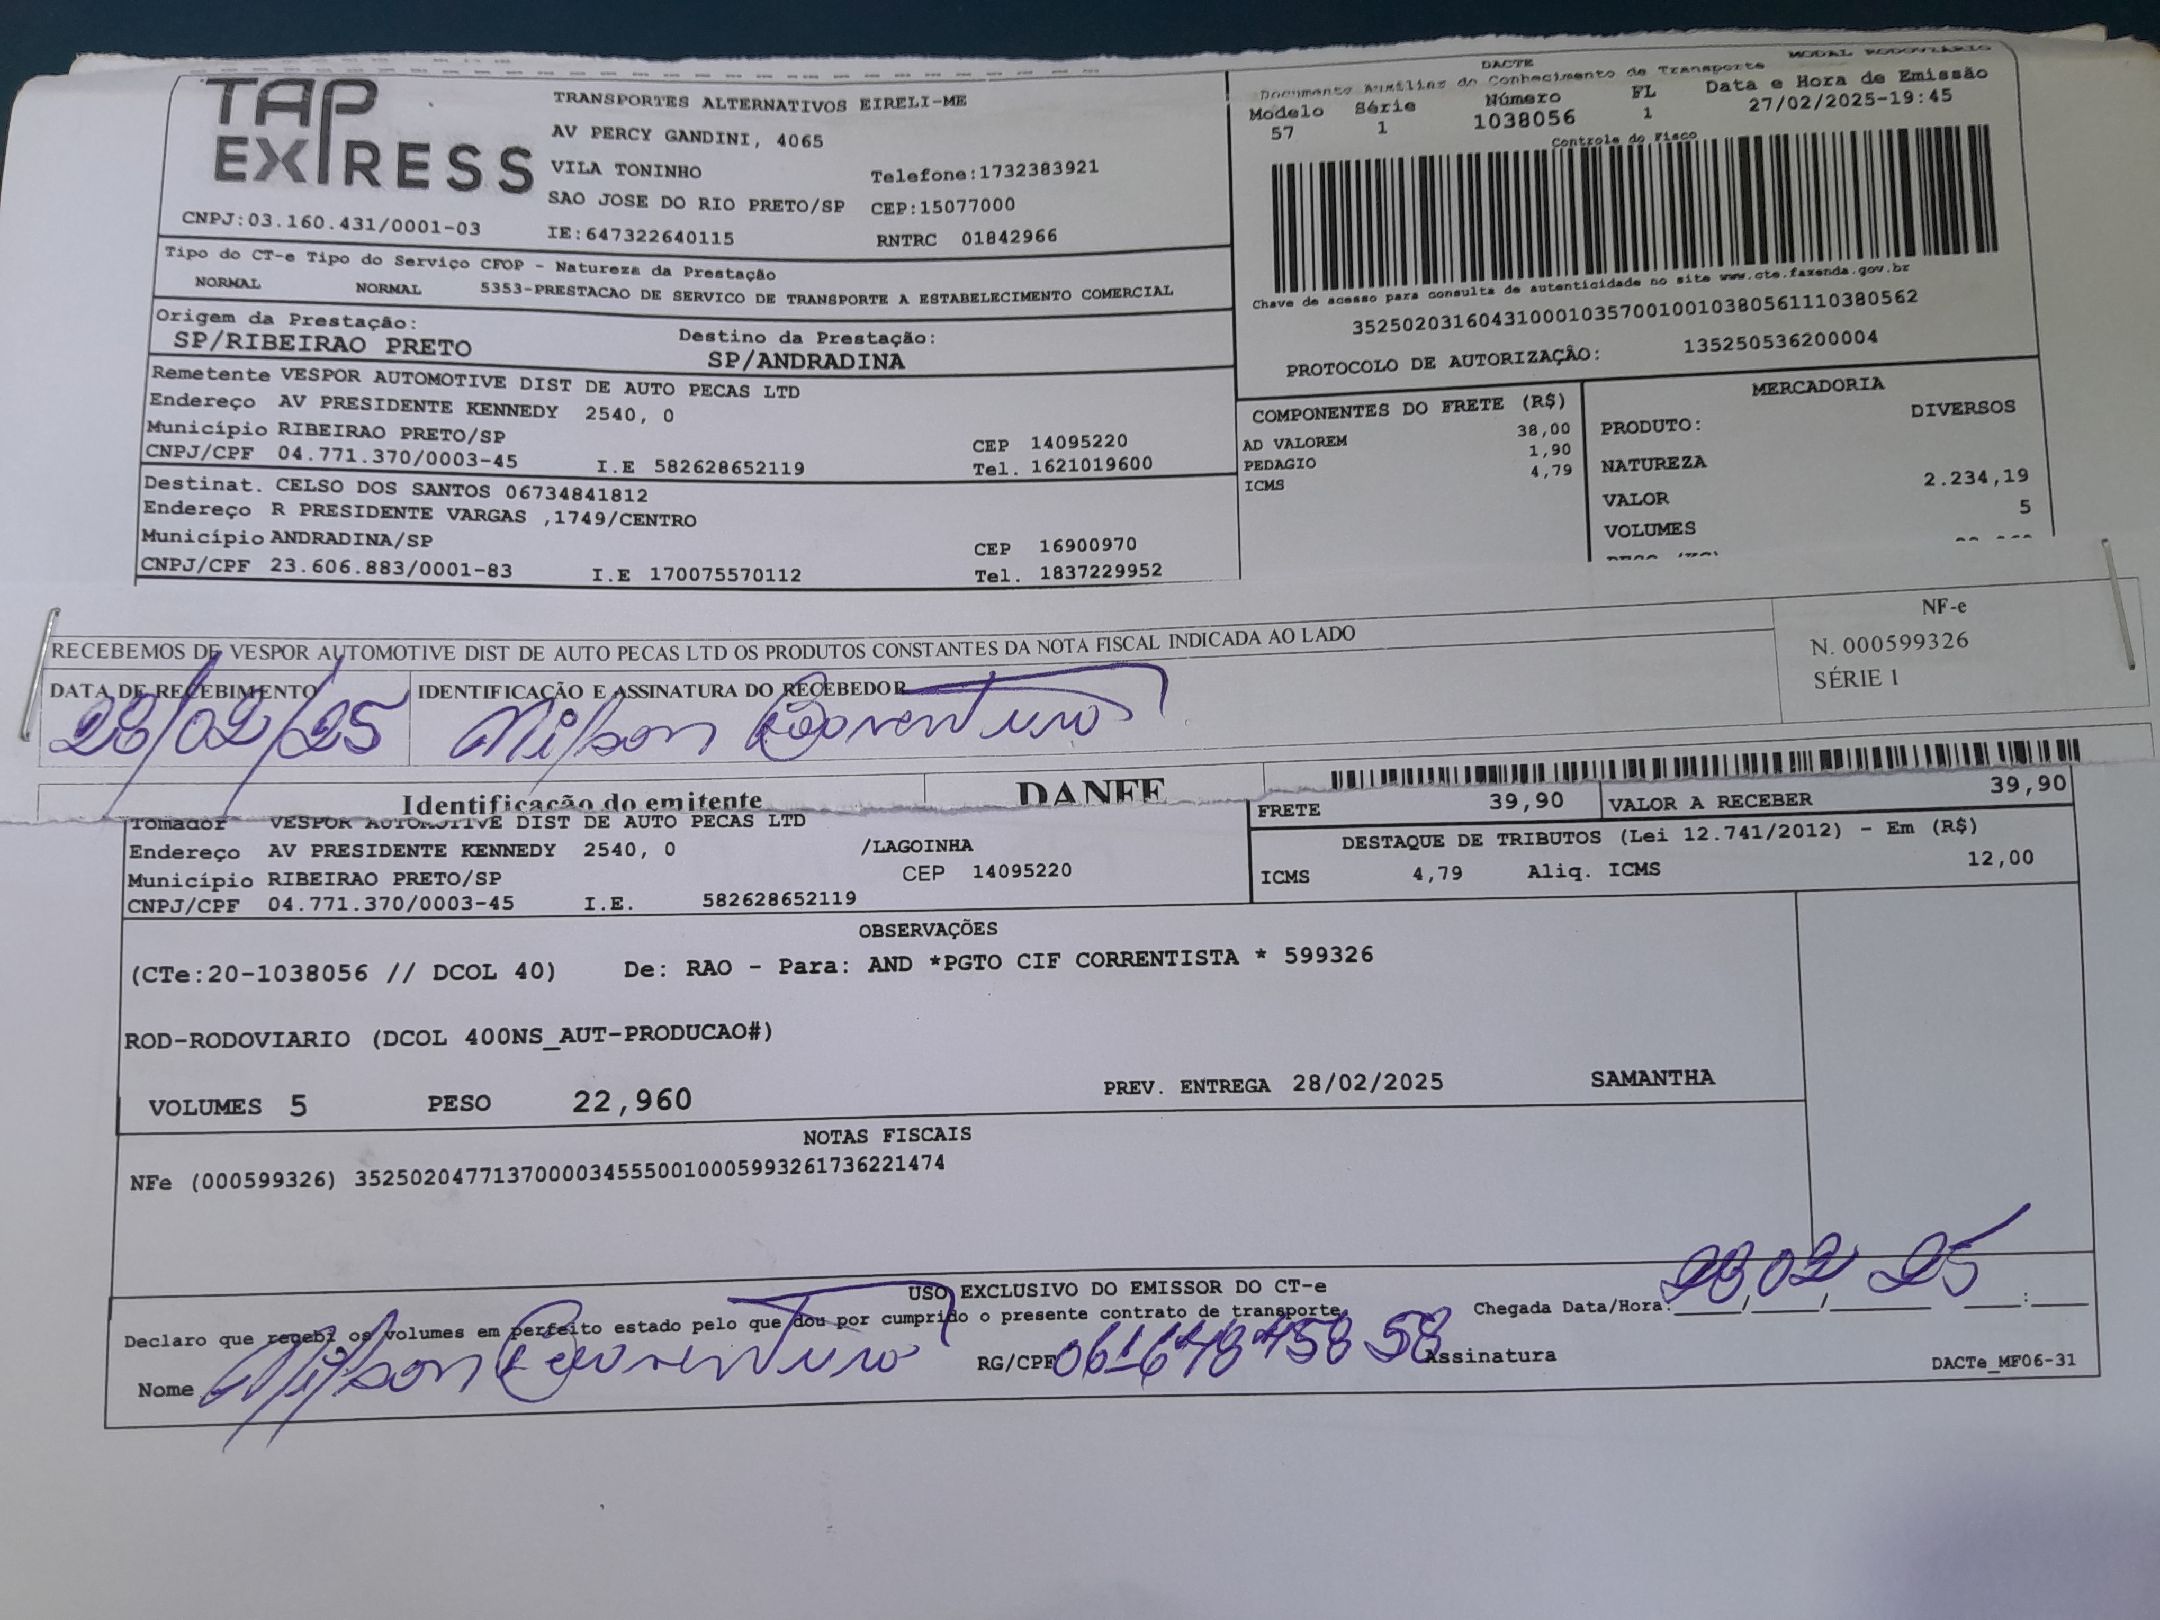 TAP
EXPRESS
TRANSPORTES ALTERNATIVOS EIRELI-ME
AV PERCY GANDINI, 4065
VILA TONINHO Telefone:1732383921
SAO JOSE DO RIO PRETO/SP CEP:15077000
CNPJ:03.160.431/0001-03 IE:647322640115 RNTRC 01842966
DACTE MODAL RODOVIÁRIO
Documento Auxiliar do Conhecimento de Transporte
Modelo Série Número FL Data e Hora de Emissão
57 1 1038056 1 27/02/2025-19:45
Controle do Fisco
Chave de acesso para consulta de autenticidade no site www.cte.fazenda.gov.br
35250203160431000103570010010380561110380562
PROTOCOLO DE AUTORIZAÇÃO: 135250536200004
Tipo do CT-e Tipo do Serviço CFOP - Natureza da Prestação
NORMAL NORMAL 5353-PRESTACAO DE SERVICO DE TRANSPORTE A ESTABELECIMENTO COMERCIAL
Origem da Prestação: Destino da Prestação:
SP/RIBEIRAO PRETO SP/ANDRADINA
Remetente VESPOR AUTOMOTIVE DIST DE AUTO PECAS LTD
Endereço AV PRESIDENTE KENNEDY 2540, 0
Município RIBEIRAO PRETO/SP CEP 14095220
CNPJ/CPF 04.771.370/0003-45 I.E 582628652119 Tel. 1621019600
Destinat. CELSO DOS SANTOS 06734841812
Endereço R PRESIDENTE VARGAS ,1749/CENTRO
Município ANDRADINA/SP CEP 16900970
CNPJ/CPF 23.606.883/0001-83 I.E 170075570112 Tel. 1837229952
COMPONENTES DO FRETE (R$)
AD VALOREM 38,00
PEDAGIO 1,90
ICMS 4,79
MERCADORIA
PRODUTO: DIVERSOS
NATUREZA
VALOR 2.234,19
VOLUMES 5
RECEBEMOS DE VESPOR AUTOMOTIVE DIST DE AUTO PECAS LTD OS PRODUTOS CONSTANTES DA NOTA FISCAL INDICADA AO LADO
DATA DE RECEBIMENTO IDENTIFICAÇÃO E ASSINATURA DO RECEBEDOR
28/02/25 Nilson Boventuro
NF-e
N. 000599326
SÉRIE 1
Identificação do emitente DANFE
Tomador VESPOR AUTOMOTIVE DIST DE AUTO PECAS LTD
Endereço AV PRESIDENTE KENNEDY 2540, 0 /LAGOINHA
Município RIBEIRAO PRETO/SP CEP 14095220
CNPJ/CPF 04.771.370/0003-45 I.E. 582628652119
FRETE 39,90 VALOR A RECEBER 39,90
DESTAQUE DE TRIBUTOS (Lei 12.741/2012) - Em (R$)
ICMS 4,79 Aliq. ICMS 12,00
OBSERVAÇÕES
(CTe:20-1038056 // DCOL 40) De: RAO - Para: AND *PGTO CIF CORRENTISTA * 599326
ROD-RODOVIARIO (DCOL 400NS_AUT-PRODUCAO#)
VOLUMES 5 PESO 22,960 PREV. ENTREGA 28/02/2025 SAMANTHA
NOTAS FISCAIS
NFe (000599326) 35250204771370000345550010005993261736221474
USO EXCLUSIVO DO EMISSOR DO CT-e
Declaro que recebi os volumes em perfeito estado pelo que dou por cumprido o presente contrato de transporte Chegada Data/Hora: 28/02/25 :
Nome Nilson Boventuro RG/CPF Assinatura
DACTe_MF06-31